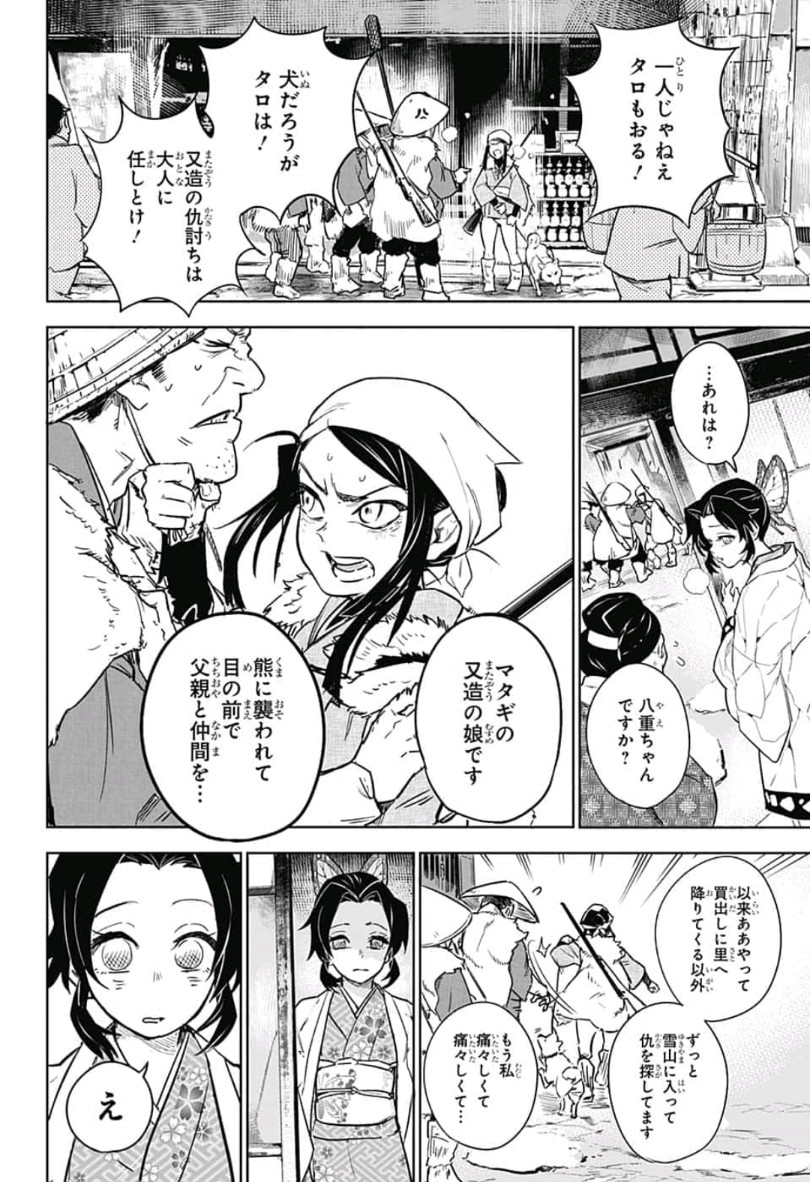 一人じゃねえ
タロもおる！
犬だろうが
タロは！
又造の仇討ちは
大人に
任しとけ！
…あれは？
八重ちゃん
ですか？
マタギの
又造の娘です
熊に襲われて
目の前で
父親と仲間を…
以来ああやって
買出しに里へ
降りてくる以外
ずっと
雪山に入って
仇を探してます
もう私
痛々しくて
痛々しくて…
え